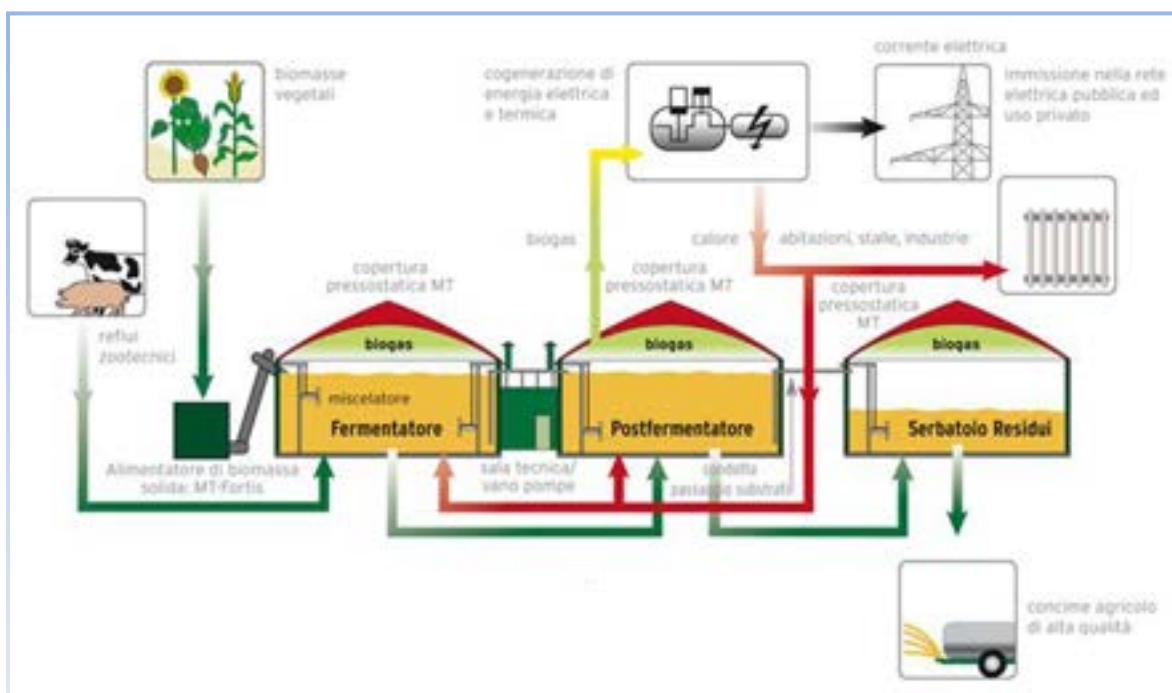 biomasse
vegetali
cogenerazione di
energia elettrica
e termica
corrente elettrica
immissione nella rete
elettrica pubblica ed
uso privato
biogas
calore
abitazioni, stalle, industrie
copertura
pressostatica MT
copertura
pressostatica MT
copertura
pressostatica
MT
reflui
zootecnici
biogas
biogas
biogas
miscelatore
Fermentatore
Postfermentatore
Serbatoio Residui
Alimentatore di biomassa
solida: MT-Fortis
sala tecnica/
vano pompe
condotta
passaggio substrati
concime agricolo
di alta qualità